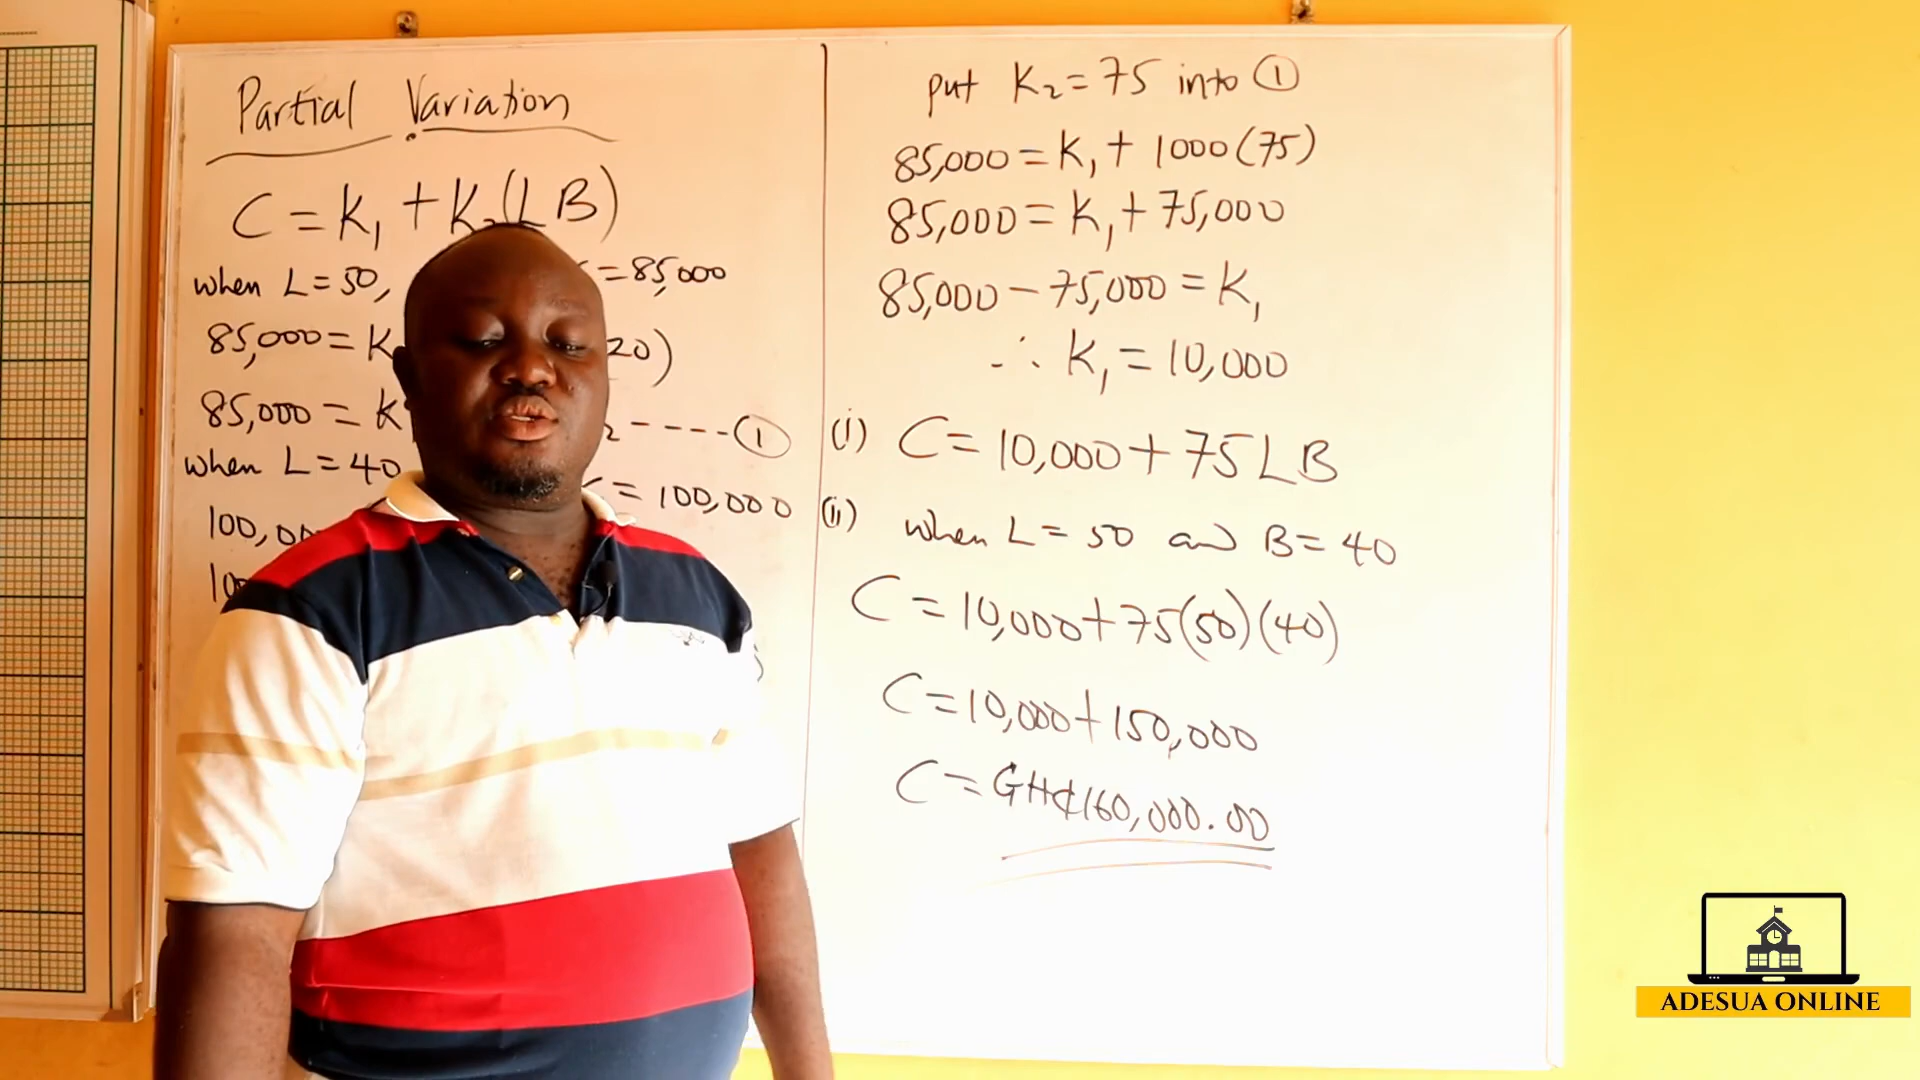 Partial Variation
C = K₁ + K₂(LB)
when L = 50, = 85,000
85,000 = K 20)
85,000 = K 2 ----- ①
when L = 40 = 100,000
100,00
10
put K₂ = 75 into ①
85,000 = K₁ + 1000(75)
85,000 = K₁ + 75,000
85,000 - 75,000 = K₁
∴ K₁ = 10,000
(i) C = 10,000 + 75LB
(ii) when L = 50 and B = 40
C = 10,000 + 75(50)(40)
C = 10,000 + 150,000
C = GH₵160,000.00
ADESUA ONLINE